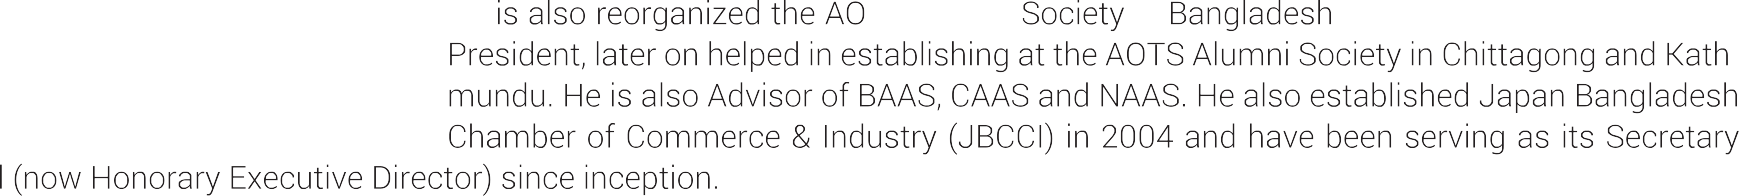 is also reorganized the AO Society Bangladesh
President, later on helped in establishing at the AOTS Alumni Society in Chittagong and Kath
mundu. He is also Advisor of BAAS, CAAS and NAAS. He also established Japan Bangladesh
Chamber of Commerce & Industry (JBCCI) in 2004 and have been serving as its Secretary
l (now Honorary Executive Director) since inception.